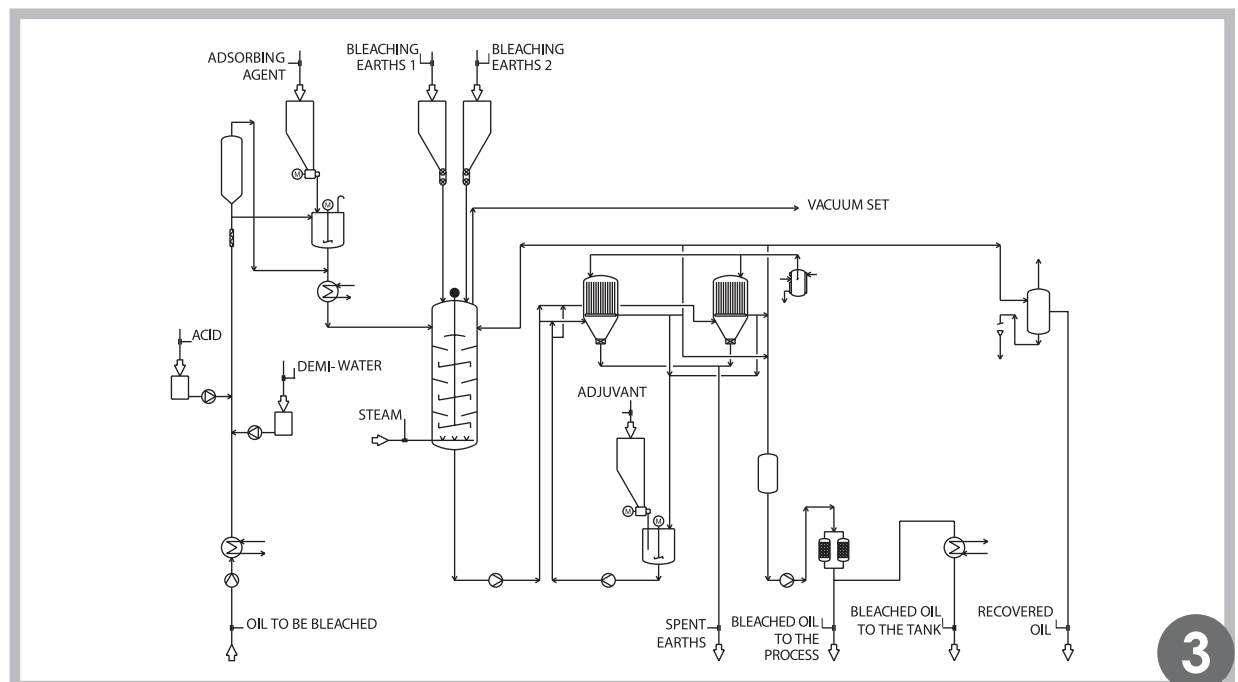 ADSORBING
AGENT
BLEACHING
EARTHS 1
BLEACHING
EARTHS 2
M
M
VACUUM SET
ACID
DEMI- WATER
STEAM
ADJUVANT
M
M
OIL TO BE BLEACHED
SPENT
EARTHS
BLEACHED OIL
TO THE
PROCESS
BLEACHED OIL
TO THE TANK
RECOVERED
OIL
3